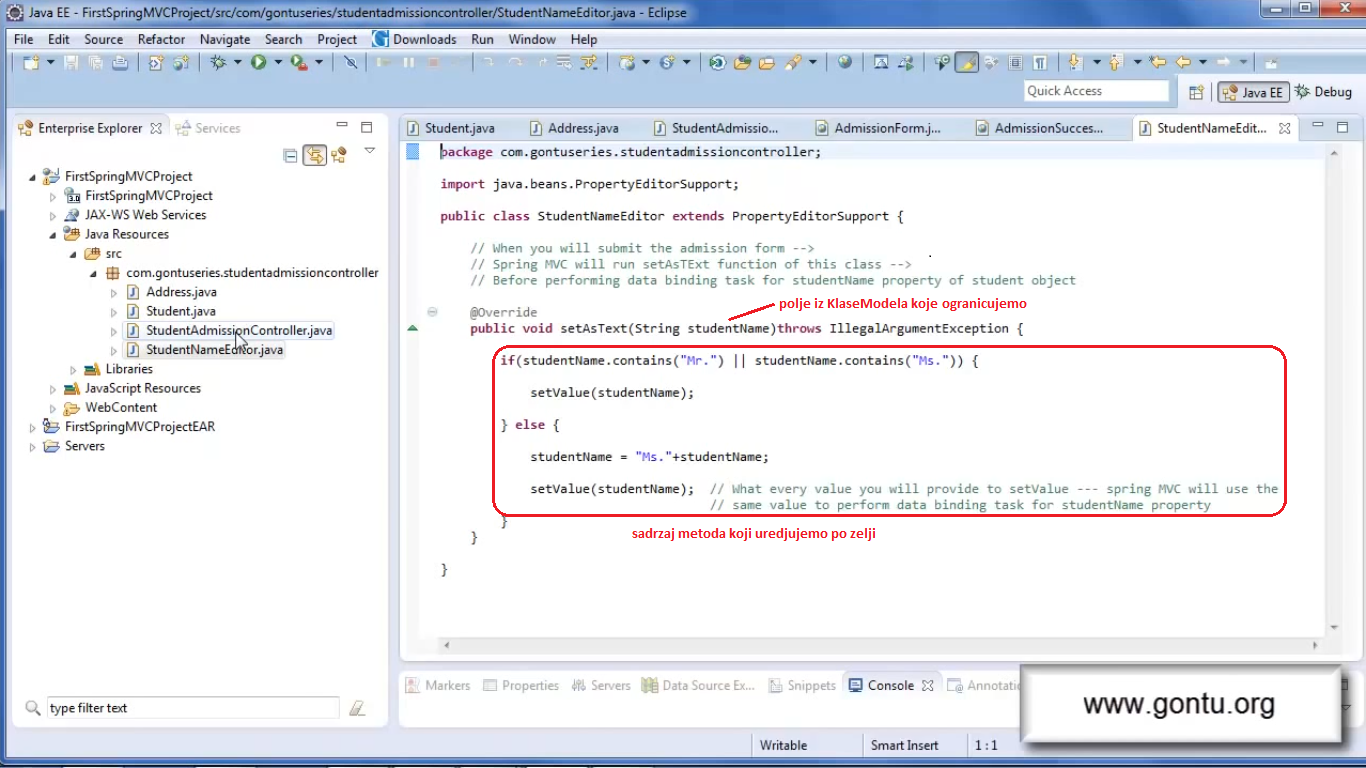 Java EE - FirstSpringMVCProject/src/com/gontuseries/studentadmissioncontroller/StudentNameEditor.java - Eclipse
File Edit Source Refactor Navigate Search Project Downloads Run Window Help
Quick Access
Java EE
Debug
Enterprise Explorer
Services
FirstSpringMVCProject
FirstSpringMVCProject
JAX-WS Web Services
Java Resources
src
com.gontuseries.studentadmissioncontroller
Address.java
Student.java
StudentAdmissionController.java
StudentNameEditor.java
Libraries
JavaScript Resources
WebContent
FirstSpringMVCProjectEAR
Servers
type filter text
Student.java
Address.java
StudentAdmissio...
AdmissionForm.j...
AdmissionSucces...
StudentNameEdit...
package com.gontuseries.studentadmissioncontroller;
import java.beans.PropertyEditorSupport;
public class StudentNameEditor extends PropertyEditorSupport {
// When you will submit the admission form -->
// Spring MVC will run setAsTExt function of this class -->
// Before performing data binding task for studentName property of student object
@Override
polje iz KlaseModela koje ogranicujemo
public void setAsText(String studentName)throws IllegalArgumentException {
if(studentName.contains("Mr.") || studentName.contains("Ms.")) {
setValue(studentName);
} else {
studentName = "Ms."+studentName;
setValue(studentName); // What every value you will provide to setValue --- spring MVC will use the
// same value to perform data binding task for studentName property
}
sadrzaj metoda koji uredjujemo po zelji
}
}
Markers
Properties
Servers
Data Source Ex...
Snippets
Console
Annotati
www.gontu.org
Writable
Smart Insert
1 : 1